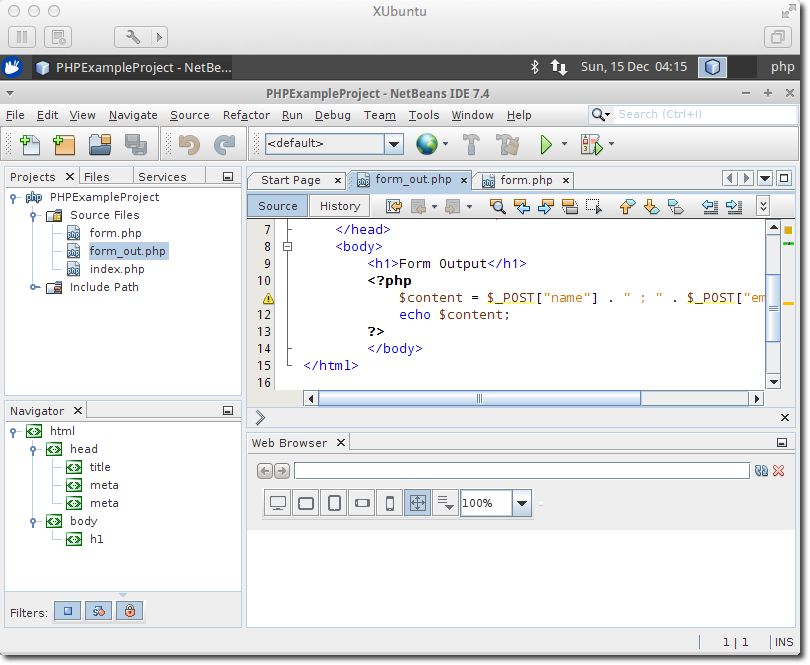 XUbuntu
PHPExampleProject - NetBe...
Sun, 15 Dec 04:15
php
PHPExampleProject - NetBeans IDE 7.4
File Edit View Navigate Source Refactor Run Debug Team Tools Window Help
Search (Ctrl+I)
<default>
Projects Files Services
PHPExampleProject
Source Files
form.php
form_out.php
index.php
Include Path
Start Page form_out.php form.php
Source History
7 </head>
8 <body>
9 <h1>Form Output</h1>
10 <?php
$content = $_POST["name"] . " ; " . $_POST["em
12 echo $content;
13 ?>
14 </body>
15 </html>
16
Navigator
html
head
title
meta
meta
body
h1
Filters:
Web Browser
100%
1 | 1 INS